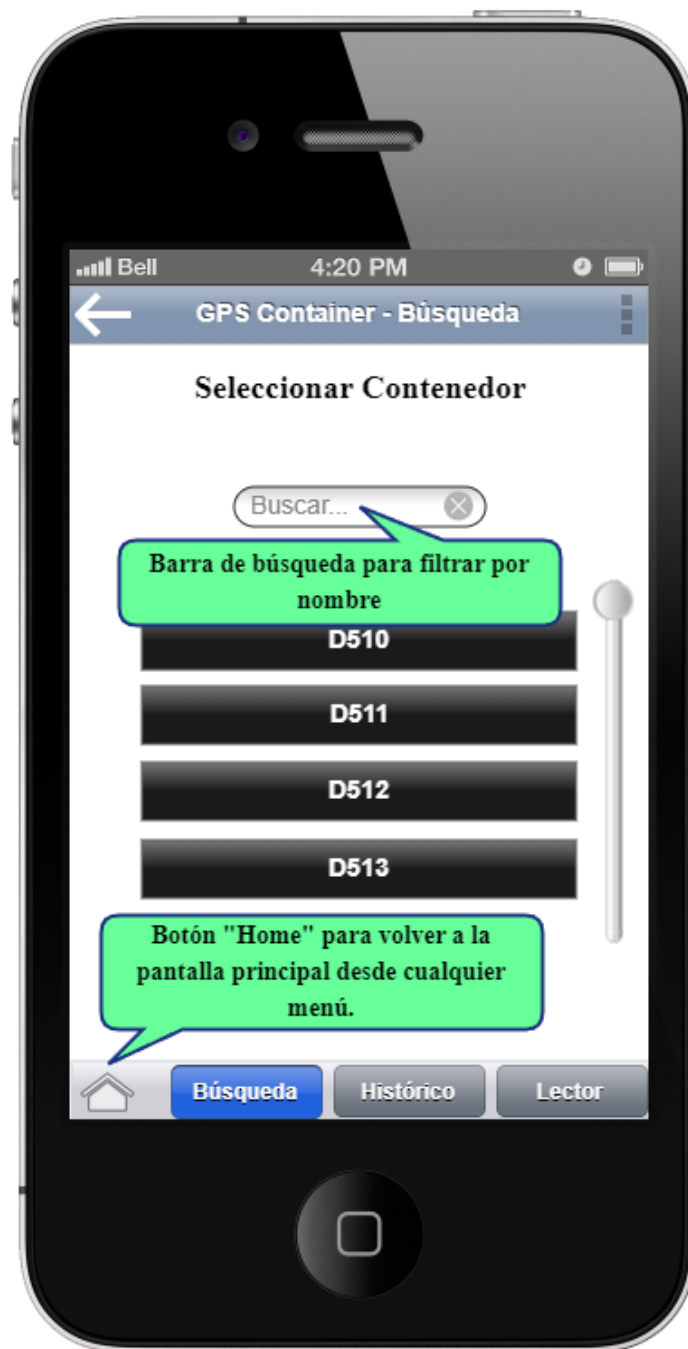 Bell 4:20 PM
GPS Container - Búsqueda
Seleccionar Contenedor
Buscar...
Barra de búsqueda para filtrar por
nombre
D510
D511
D512
D513
Botón "Home" para volver a la
pantalla principal desde cualquier
menú.
Búsqueda Histórico Lector